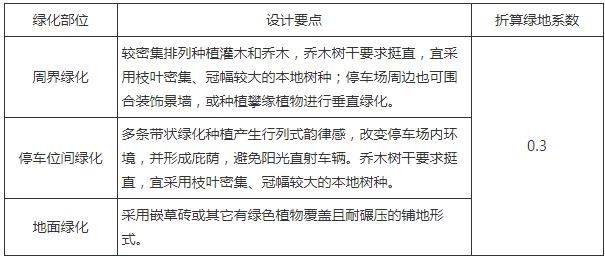 绿化部位 设计要点 折算绿地系数
周界绿化
较密集排列种植灌木和乔木，乔木树干要求挺直，宜采
用枝叶密集、冠幅较大的本地树种；停车场周边也可围
合装饰景墙，或种植攀缘植物进行垂直绿化。
停车位间绿化
多条带状绿化种植产生行列式韵律感，改变停车场内环
境，并形成庇荫，避免阳光直射车辆。乔木树干要求挺
直，宜采用枝叶密集、冠幅较大的本地树种。
地面绿化
采用嵌草砖或其它有绿色植物覆盖且耐碾压的铺地形
式。
0.3